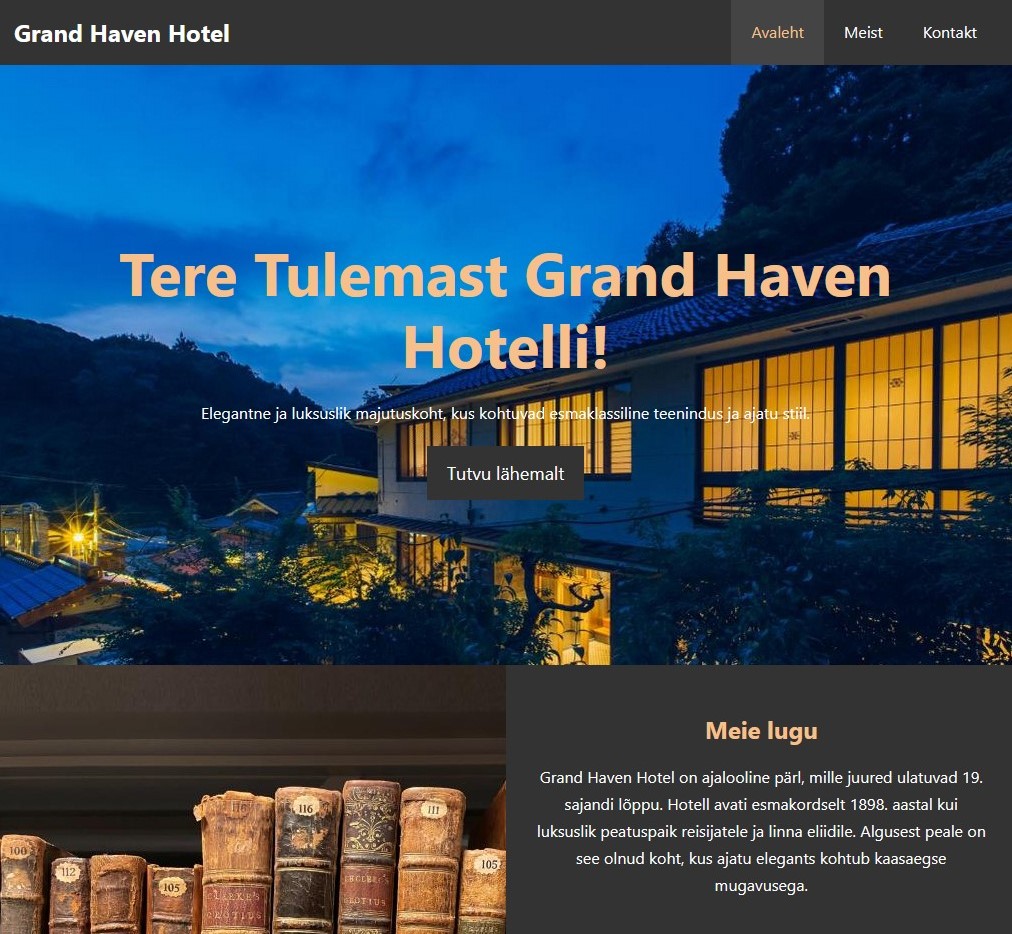 Grand Haven Hotel
Avaleht Meist Kontakt
Tere Tulemast Grand Haven
Hotelli!
Elegantne ja luksuslik majutuskoht, kus kohtuvad esmaklassiline teenindus ja ajatu stiil.
Tutvu lähemalt
Meie lugu
Grand Haven Hotel on ajalooline pärl, mille juured ulatuvad 19.
sajandi lõppu. Hotell avati esmakordselt 1898. aastal kui
luksuslik peatuspaik reisijatele ja linna eliidile. Algusest peale on
see olnud koht, kus ajatu elegants kohtub kaasaegse
mugavusega.
116
116
111
100
112
105
105
CLARKE'S
CLOTIUS